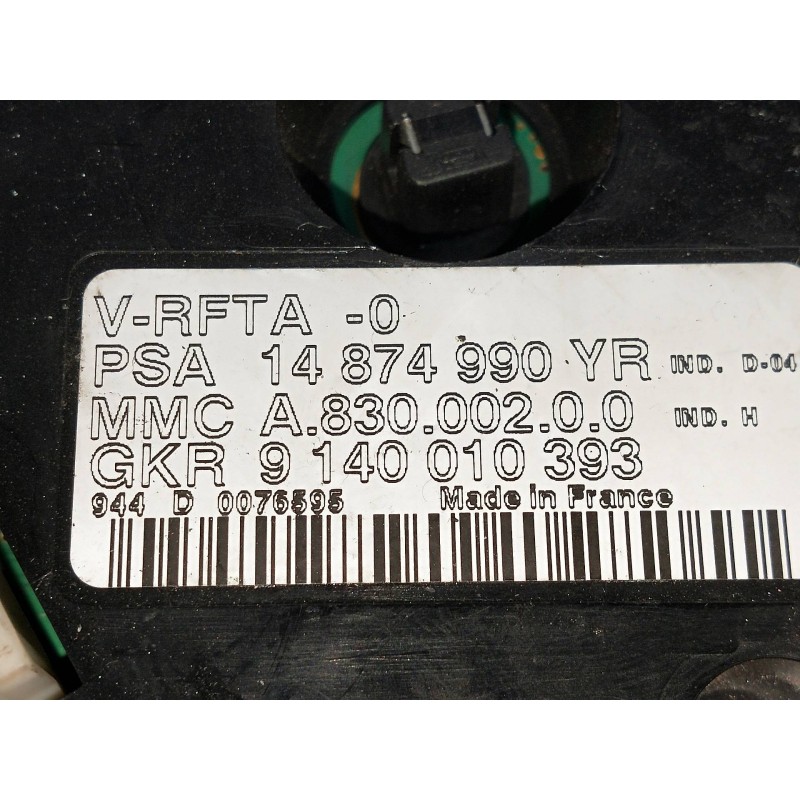 V-RFTA -0
PSA 14 874 990 YR IND. D-04
MMC A.830.002.0.0 IND. H
GKR 9 140 010 393
944 D 0076595 Made in France